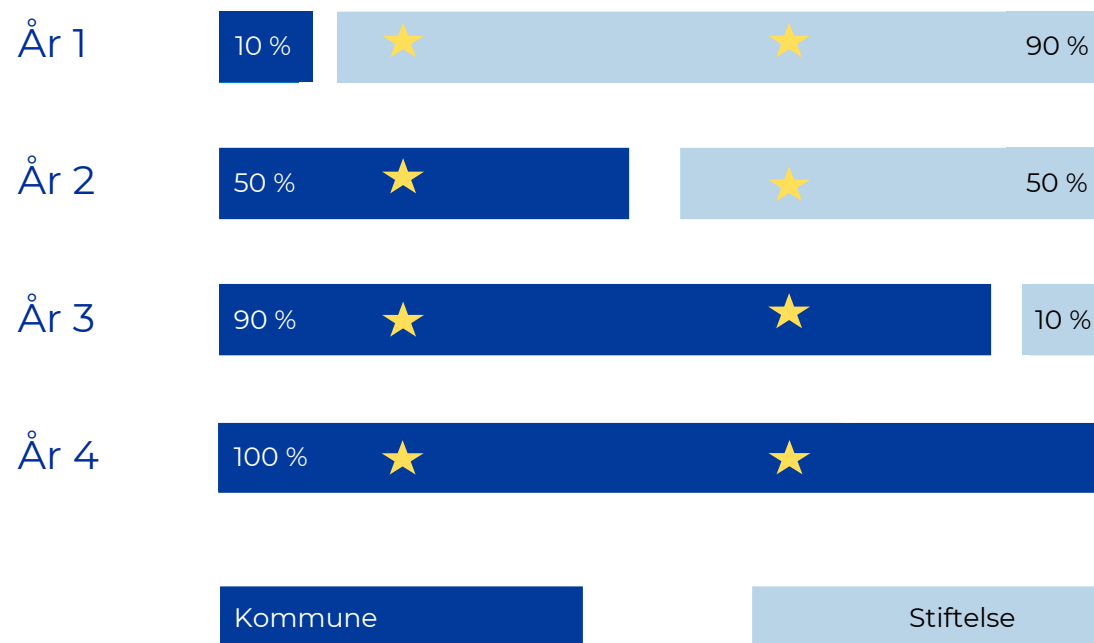 År 1 10 % 90 %
År 2 50 % 50 %
År 3 90 % 10 %
År 4 100 %
Kommune Stiftelse